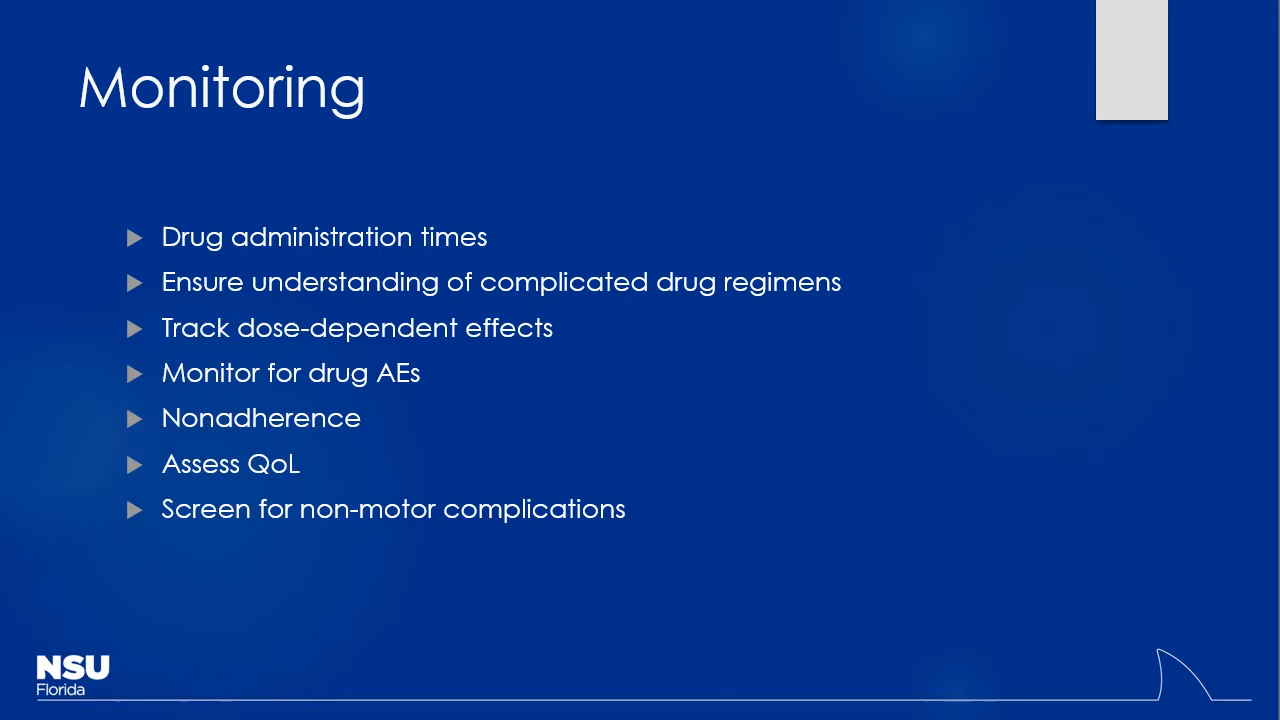 Monitoring
Drug administration times
Ensure understanding of complicated drug regimens
Track dose-dependent effects
Monitor for drug AEs
Nonadherence
Assess QoL
Screen for non-motor complications
NSU
Florida